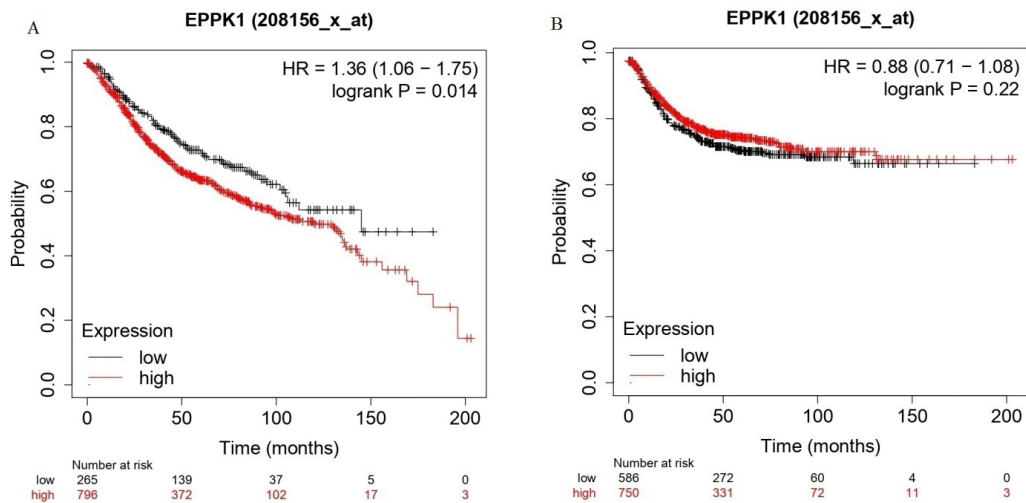 A
EPPK1 (208156_x_at)
HR = 1.36 (1.06 − 1.75)
logrank P = 0.014
Probability
1.0
0.8
0.6
0.4
0.2
0.0
Expression
low
high
0 50 100 150 200
Time (months)
Number at risk
low 265 139 37 5 0
high 796 372 102 17 3
B
EPPK1 (208156_x_at)
HR = 0.88 (0.71 − 1.08)
logrank P = 0.22
Probability
1.0
0.8
0.6
0.4
0.2
0.0
Expression
low
high
0 50 100 150 200
Time (months)
Number at risk
low 586 272 60 4 0
high 750 331 72 11 3